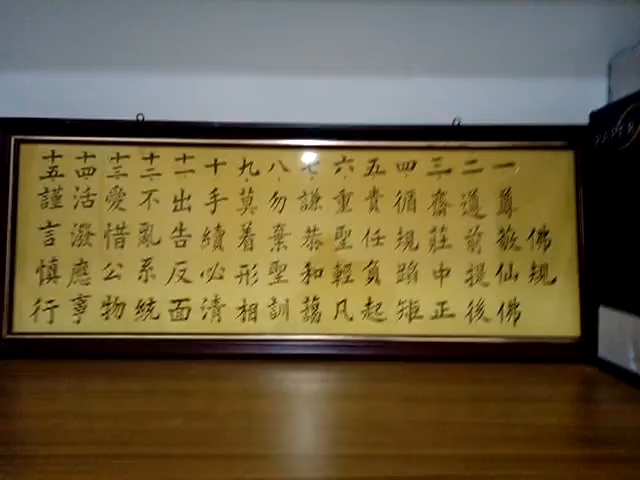 佛規
一尊敬仙佛
二遵前提後
三齋莊中正
四循規蹈矩
五責任負起
六重聖輕凡
七謙恭和藹
八勿棄聖訓
九莫着形相
十手續必清
十一出告反面
十二不亂系統
十三愛惜公物
十四活潑應事
十五謹言慎行